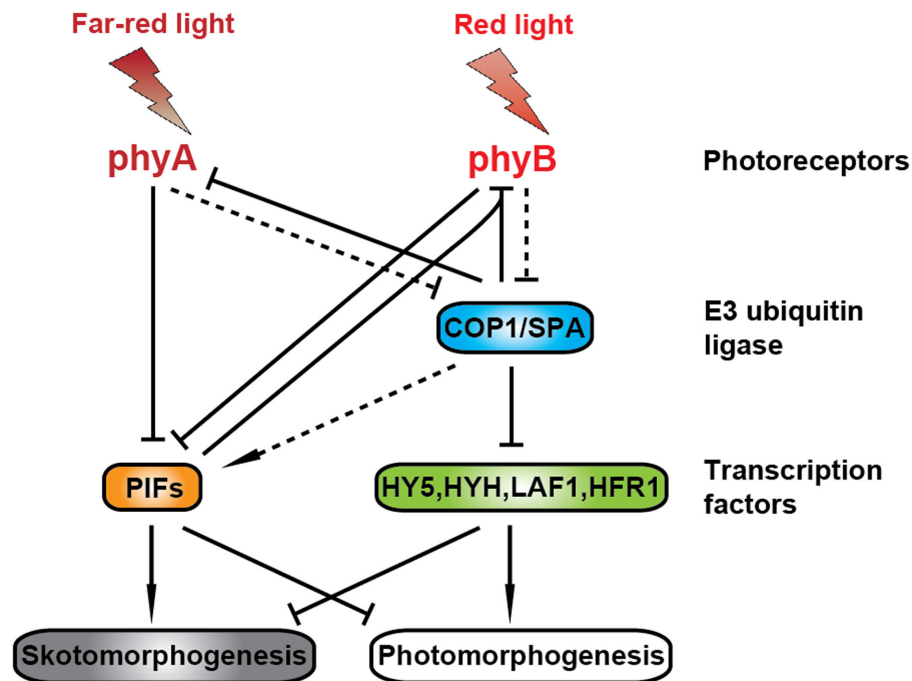 Far-red light
Red light
phyA
phyB
Photoreceptors
COP1/SPA
E3 ubiquitin
ligase
PIFs
HY5,HYH,LAF1,HFR1
Transcription
factors
Skotomorphogenesis
Photomorphogenesis